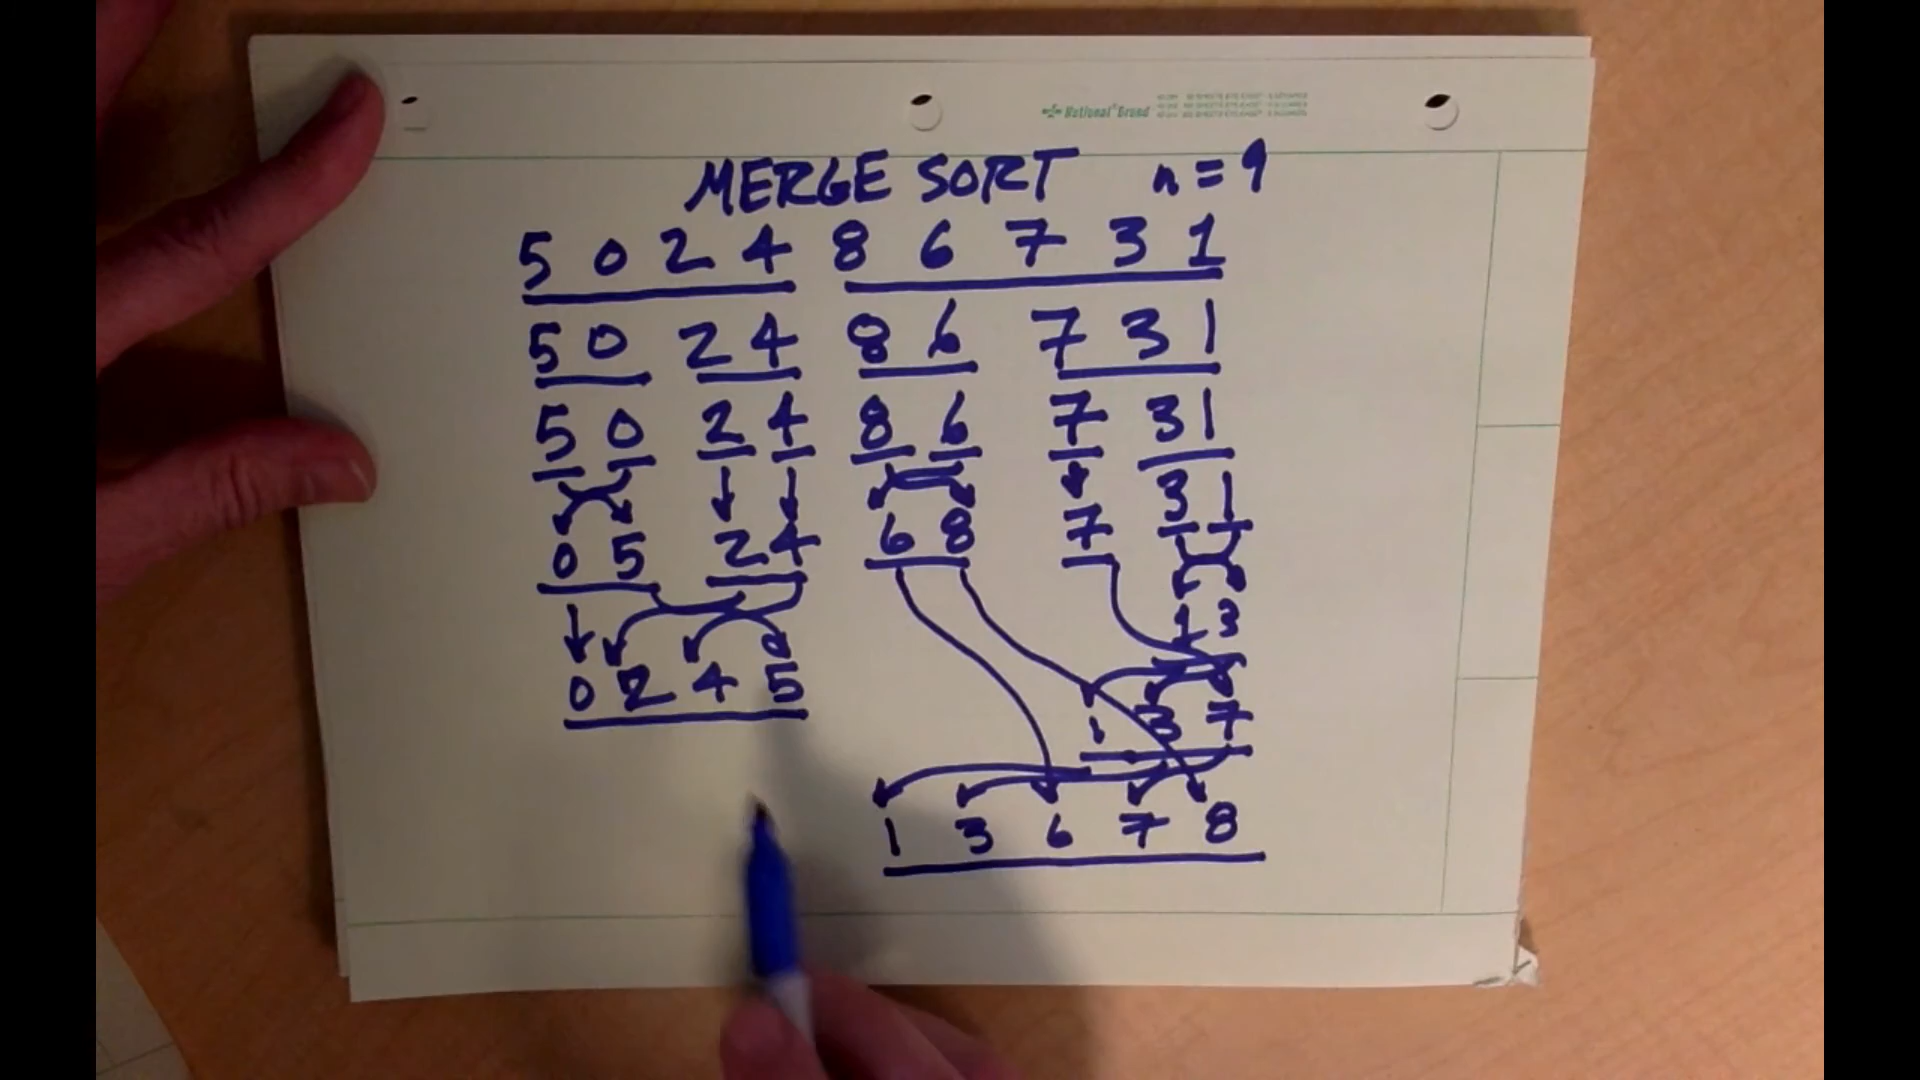 National Brand
MERGE SORT n=9
5 0 2 4 8 6 7 3 1
5 0 2 4 8 6 7 3 1
5 0 2 4 8 6 7 3 1
3 1
0 5 2 4 6 8 7
1 3
0 2 4 5
1 3 7
1 3 6 7 8